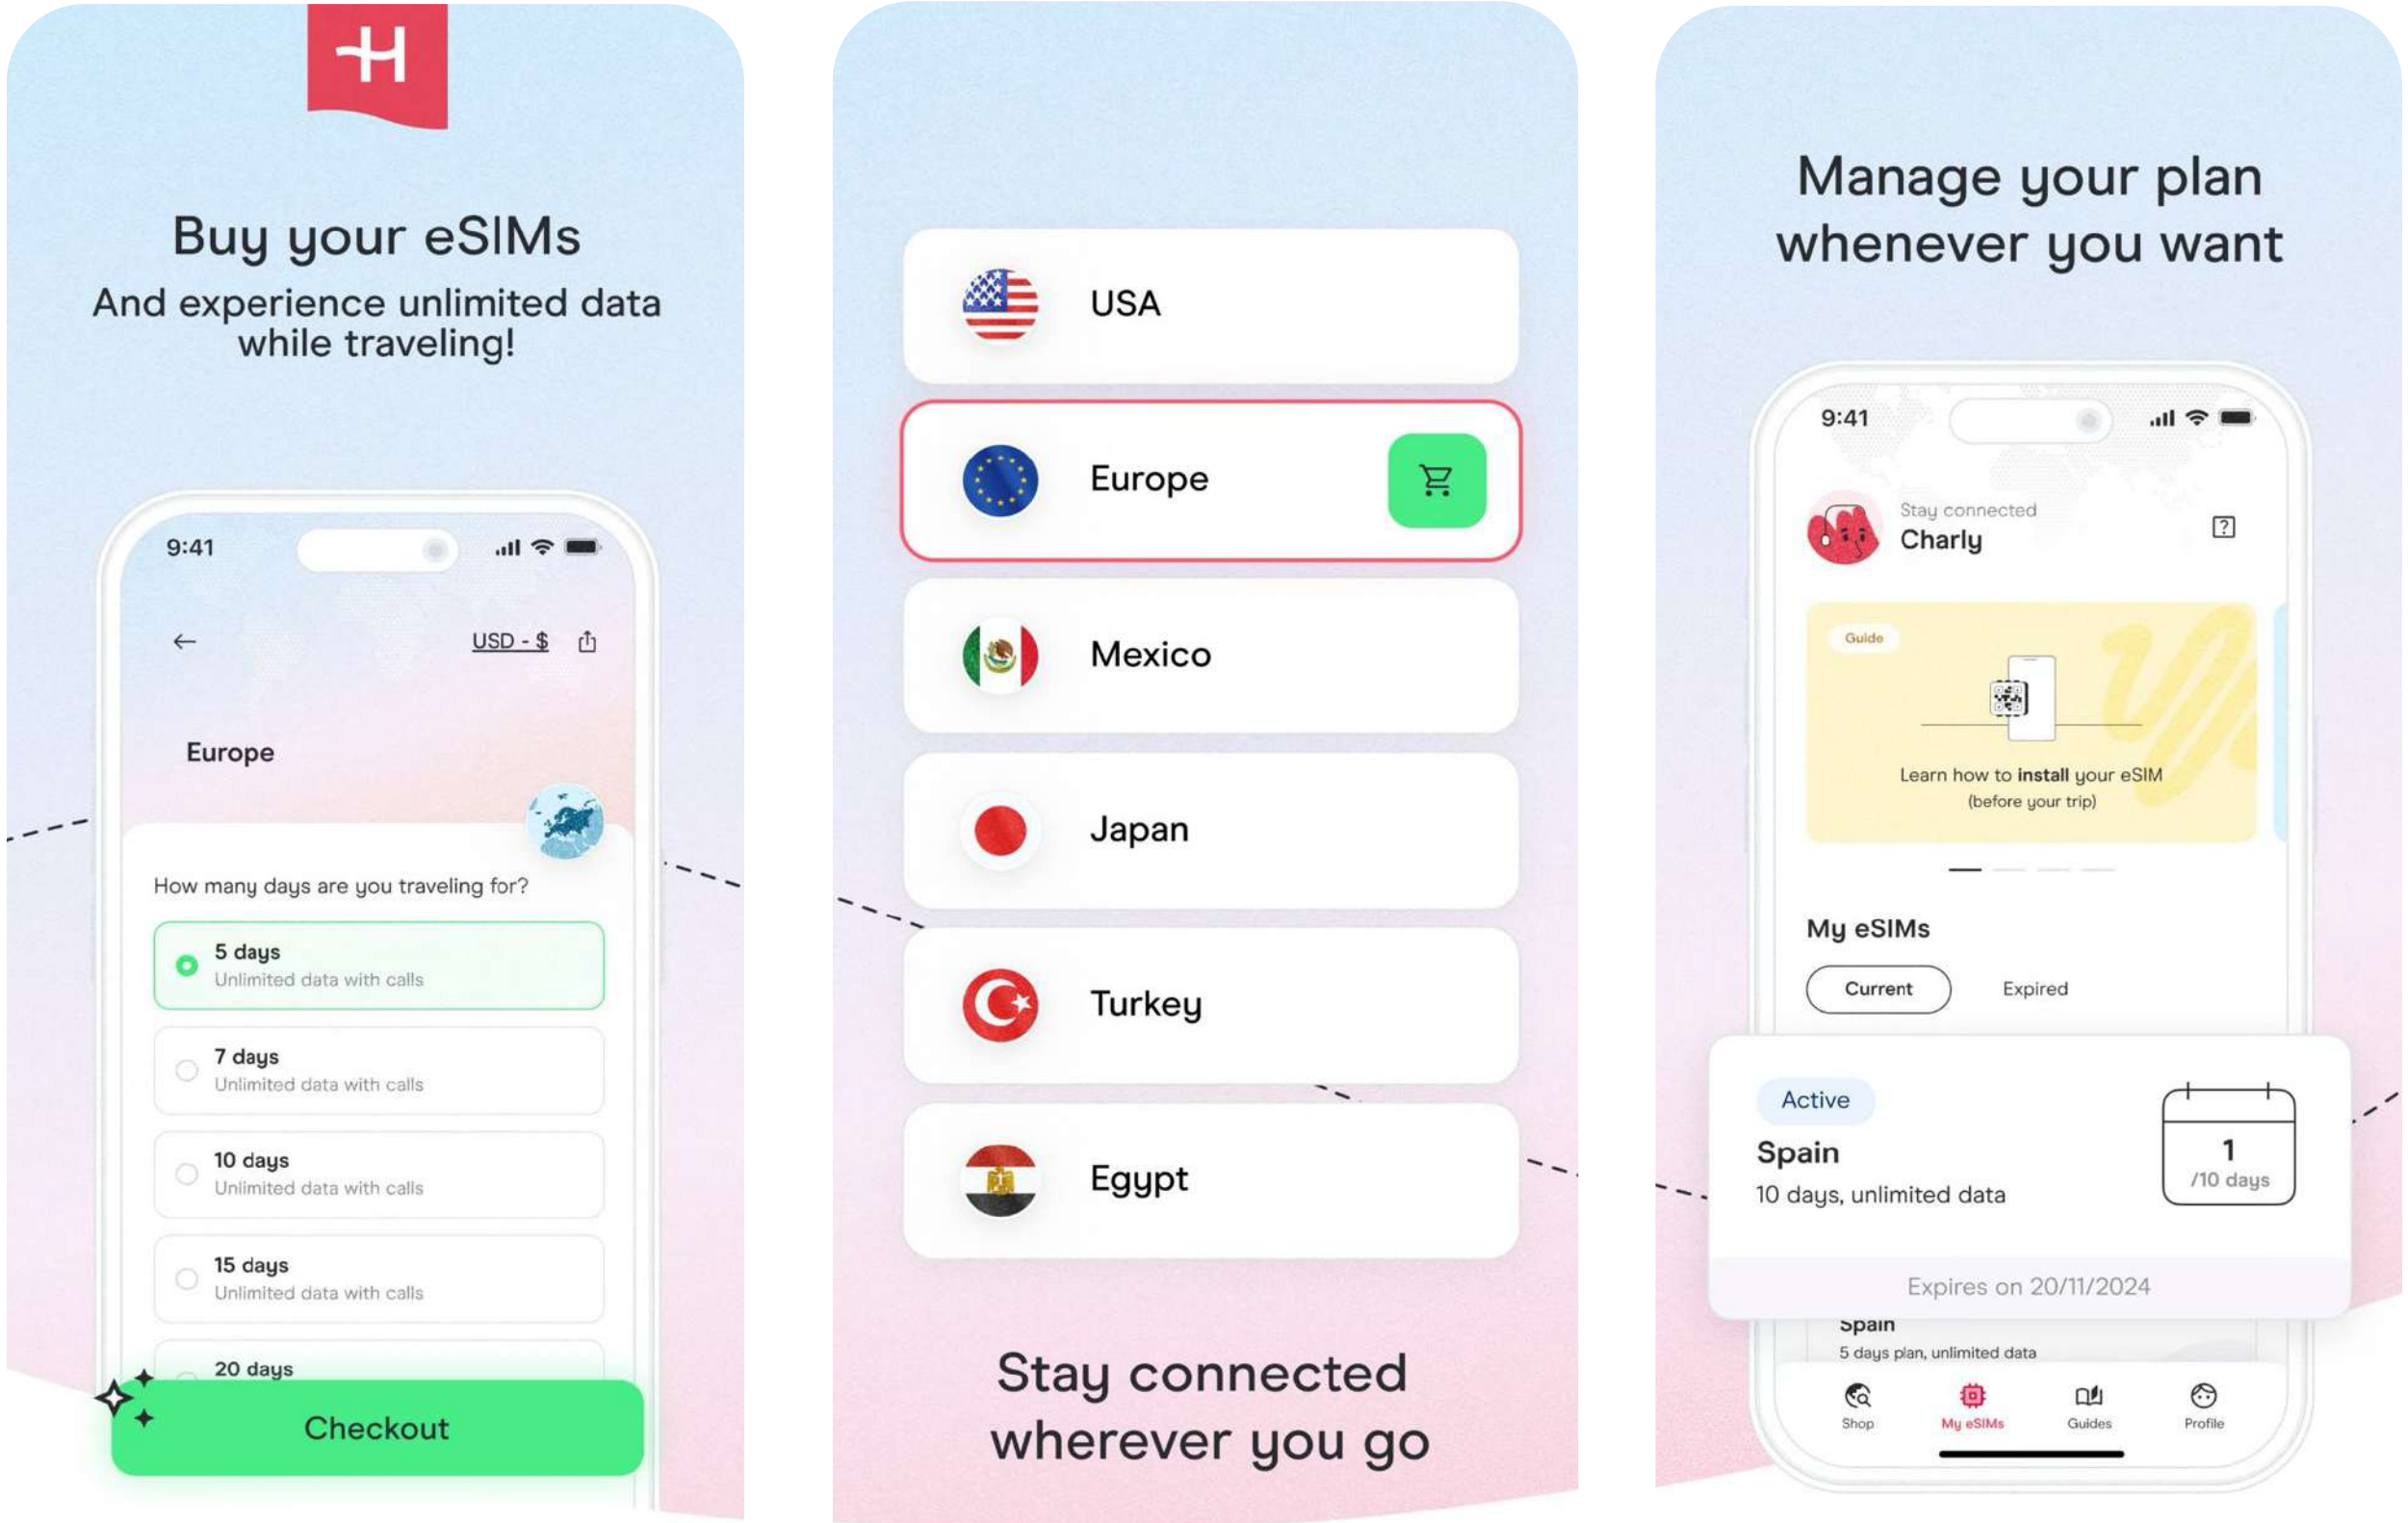 H
Buy your eSIMs
And experience unlimited data
while traveling!
9:41
USD - $
Europe
How many days are you traveling for?
5 days
Unlimited data with calls
7 days
Unlimited data with calls
10 days
Unlimited data with calls
15 days
Unlimited data with calls
20 days
Checkout
USA
Europe
Mexico
Japan
Turkey
Egypt
Stay connected
wherever you go
Manage your plan
whenever you want
9:41
Stay connected
Charly
?
Guide
Learn how to install your eSIM
(before your trip)
My eSIMs
Current
Expired
Active
Spain
10 days, unlimited data
1
/10 days
Expires on 20/11/2024
Spain
5 days plan, unlimited data
Shop
My eSIMs
Guides
Profile